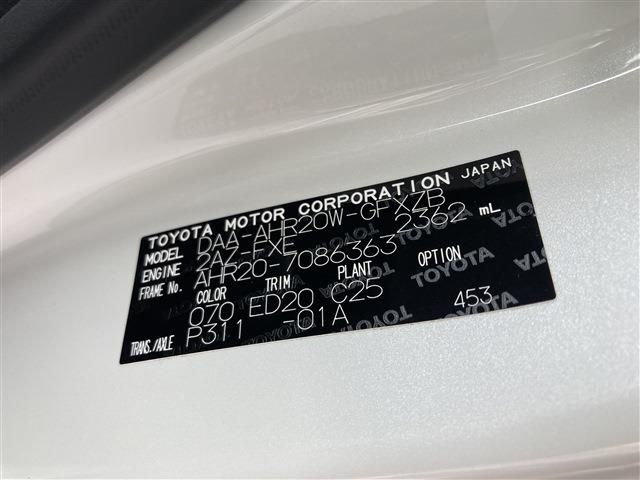 TOYOTA MOTOR CORPORATION JAPAN
MODEL DAA-AHR20W-GFXZB
ENGINE 2AZ-FXE 2362 mL
FRAME No. AHR20-7086363
COLOR TRIM PLANT OPTION
070 ED20 C25
TRANS./AXLE P311 -01A 453